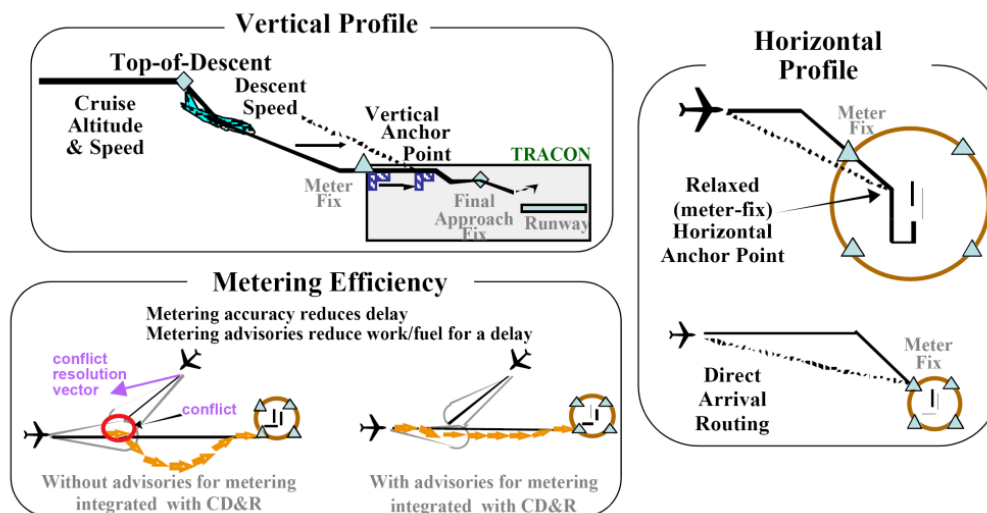 Vertical Profile
Top-of-Descent
Descent
Speed
Cruise
Altitude
& Speed
Vertical
Anchor
Point
TRACON
Meter
Fix
Final
Approach
Fix
Runway
Horizontal
Profile
Meter
Fix
Relaxed
(meter-fix)
Horizontal
Anchor Point
Meter
Fix
Direct
Arrival
Routing
Metering Efficiency
Metering accuracy reduces delay
Metering advisories reduce work/fuel for a delay
conflict
resolution
vector
conflict
Without advisories for metering
integrated with CD&R
With advisories for metering
integrated with CD&R